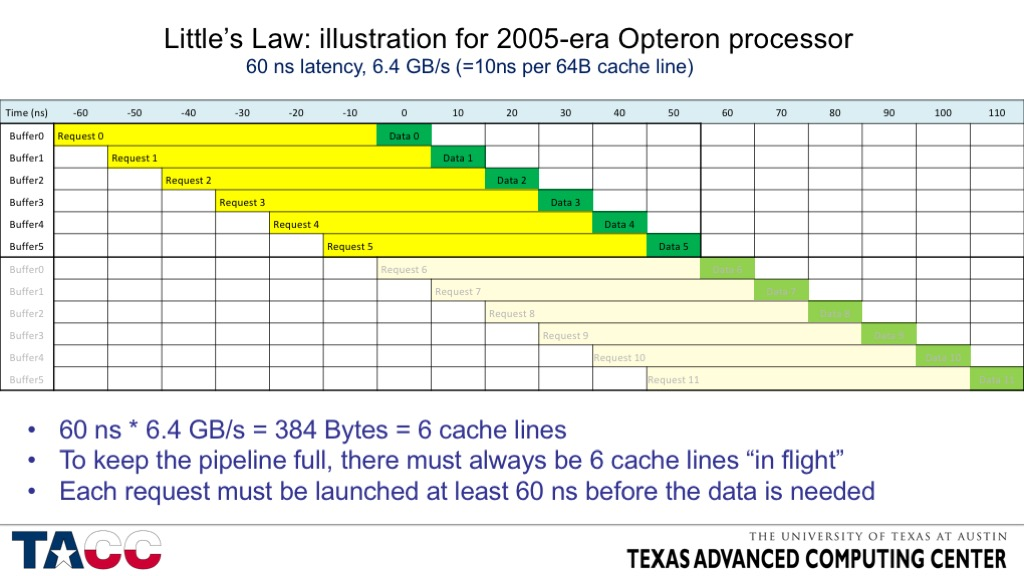 Little's Law: illustration for 2005-era Opteron processor
60 ns latency, 6.4 GB/s (=10ns per 64B cache line)
Time (ns) -60 -50 -40 -30 -20 -10 0 10 20 30 40 50 60 70 80 90 100 110
Buffer0 Request 0 Data 0
Buffer1 Request 1 Data 1
Buffer2 Request 2 Data 2
Buffer3 Request 3 Data 3
Buffer4 Request 4 Data 4
Buffer5 Request 5 Data 5
Buffer0 Request 6 Data 6
Buffer1 Request 7 Data 7
Buffer2 Request 8 Data 8
Buffer3 Request 9 Data 9
Buffer4 Request 10 Data 10
Buffer5 Request 11 Data 11
• 60 ns * 6.4 GB/s = 384 Bytes = 6 cache lines
• To keep the pipeline full, there must always be 6 cache lines “in flight”
• Each request must be launched at least 60 ns before the data is needed
TACC
THE UNIVERSITY OF TEXAS AT AUSTIN
TEXAS ADVANCED COMPUTING CENTER